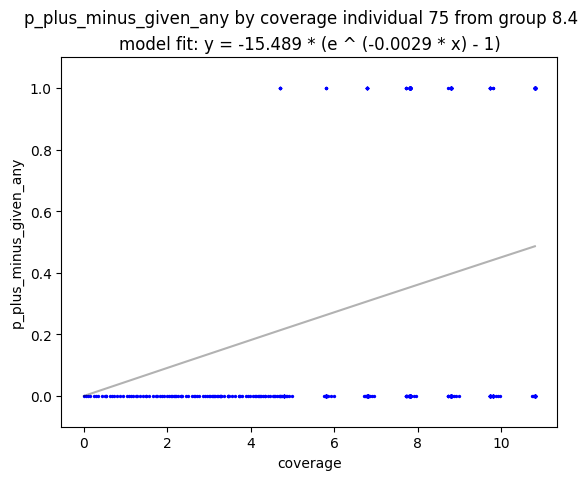 p_plus_minus_given_any by coverage individual 75 from group 8.4
model fit: y = -15.489 * (e ^ (-0.0029 * x) - 1)
1.0
0.8
0.6
0.4
0.2
0.0
p_plus_minus_given_any
0 2 4 6 8 10
coverage